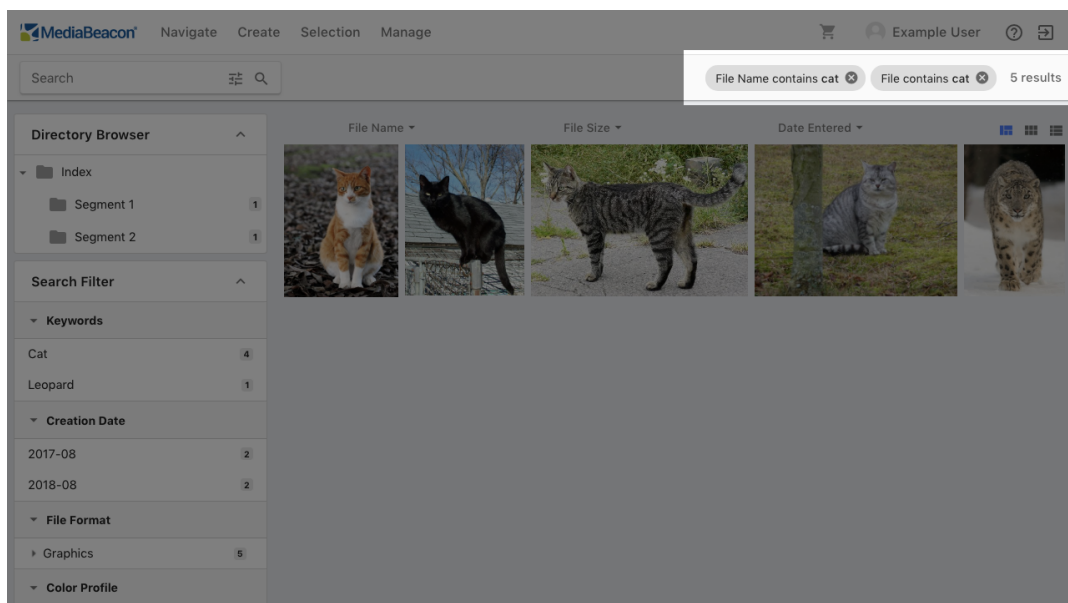 MediaBeacon® Navigate Create Selection Manage Example User
Search
File Name contains cat File contains cat 5 results
Directory Browser
File Name File Size Date Entered
Index
Segment 1 1
Segment 2 1
Search Filter
Keywords
Cat 4
Leopard 1
Creation Date
2017-08 2
2018-08 2
File Format
Graphics 5
Color Profile